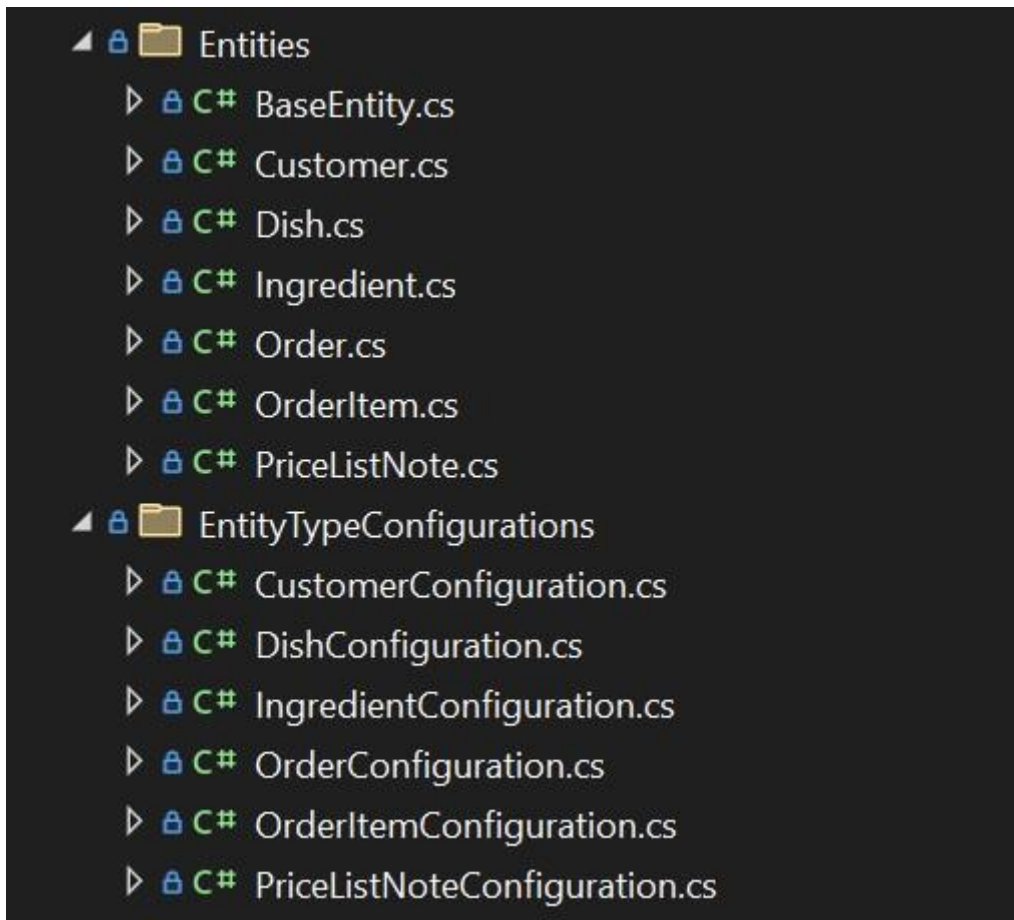 Entities
C# BaseEntity.cs
C# Customer.cs
C# Dish.cs
C# Ingredient.cs
C# Order.cs
C# OrderItem.cs
C# PriceListNote.cs
EntityTypeConfigurations
C# CustomerConfiguration.cs
C# DishConfiguration.cs
C# IngredientConfiguration.cs
C# OrderConfiguration.cs
C# OrderItemConfiguration.cs
C# PriceListNoteConfiguration.cs